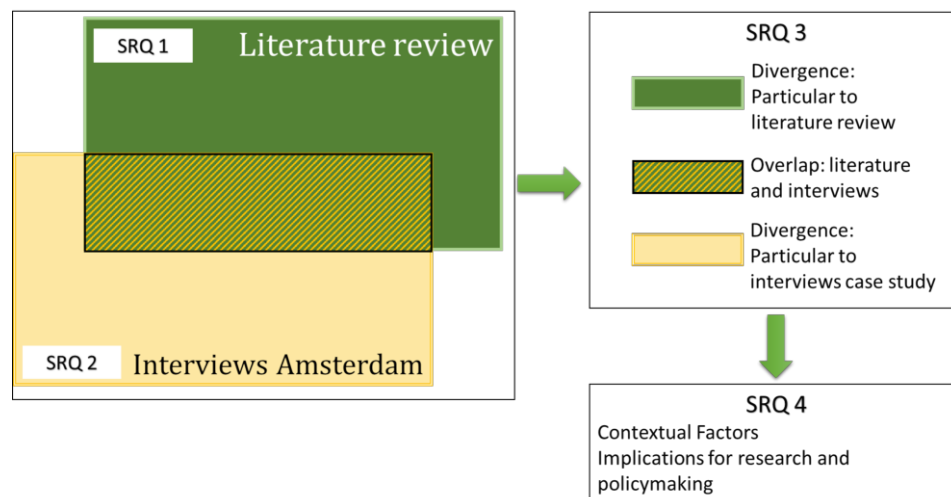 SRQ 1
Literature review
SRQ 2
Interviews Amsterdam
SRQ 3
Divergence:
Particular to
literature review
Overlap: literature
and interviews
Divergence:
Particular to
interviews case study
SRQ 4
Contextual Factors
Implications for research and
policymaking